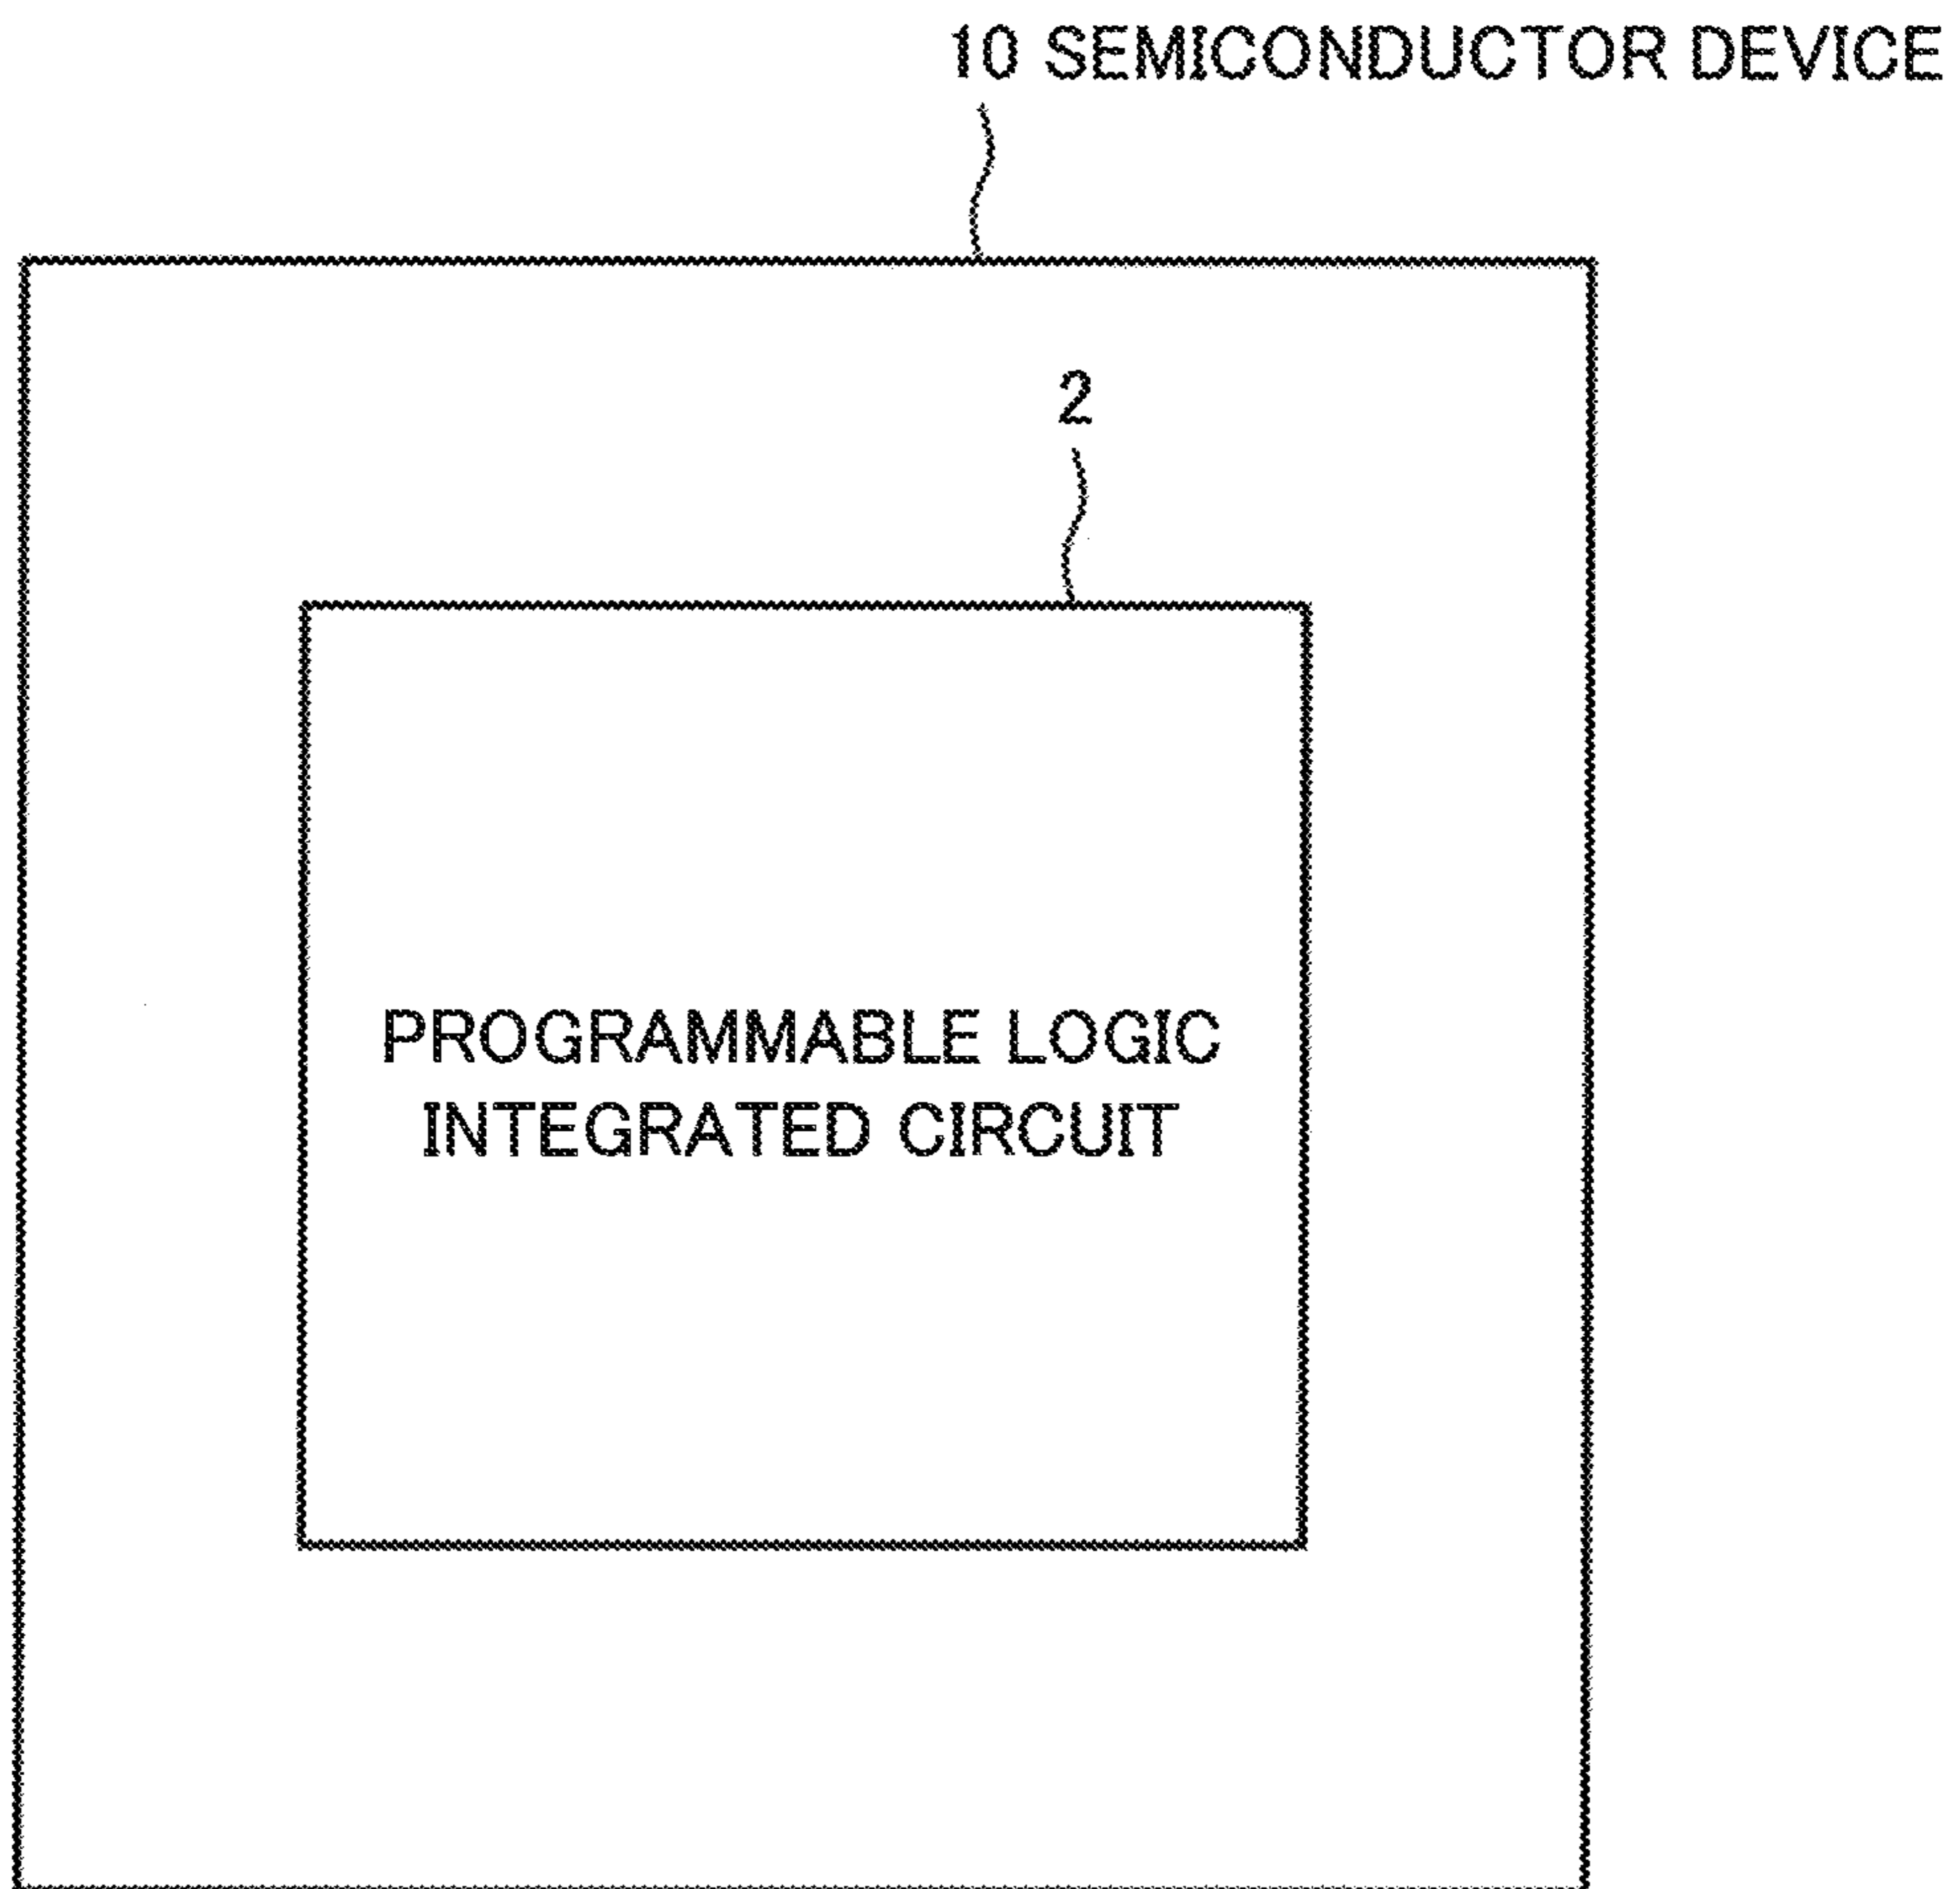 10 SEMICONDUCTOR DEVICE
2
PROGRAMMABLE LOGIC
INTEGRATED CIRCUIT